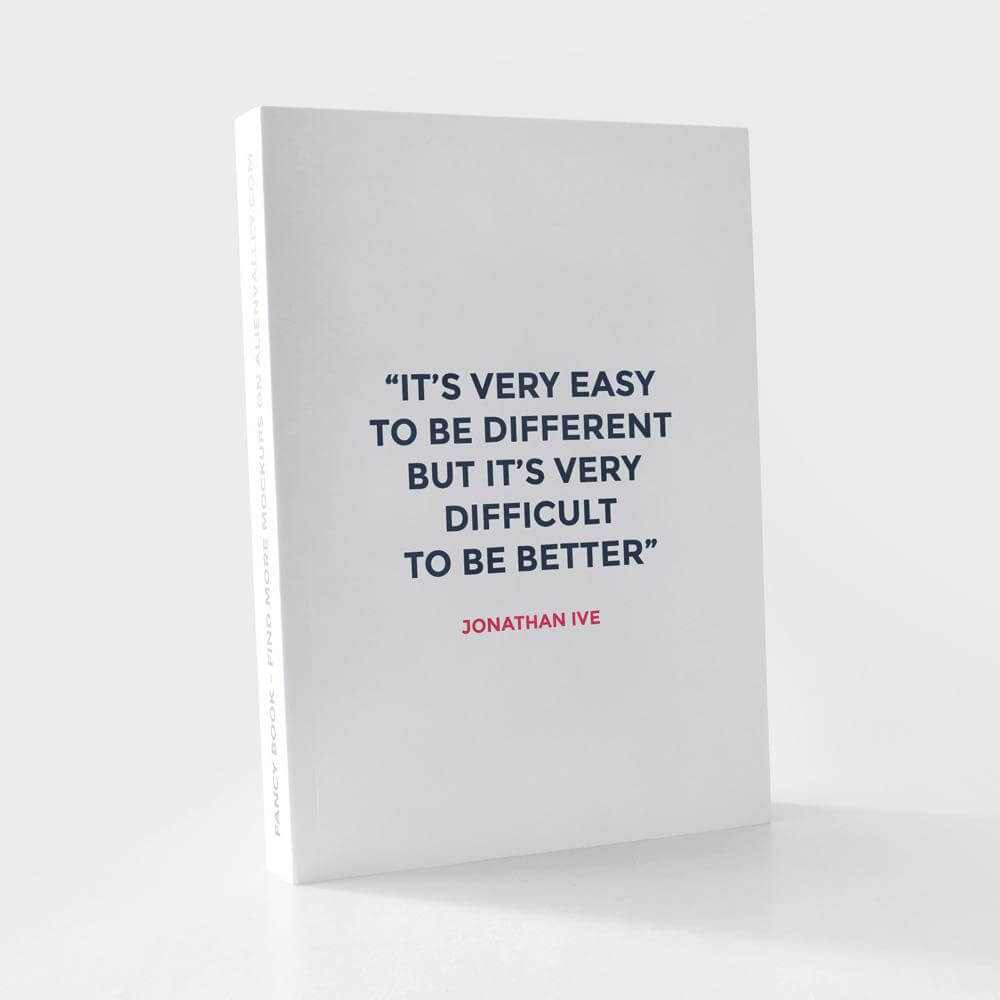 “IT’S VERY EASY
TO BE DIFFERENT
BUT IT’S VERY
DIFFICULT
TO BE BETTER”
JONATHAN IVE
FANCY BOOK - FIND MORE MOCKUPS ON ALIENVALLEY.COM